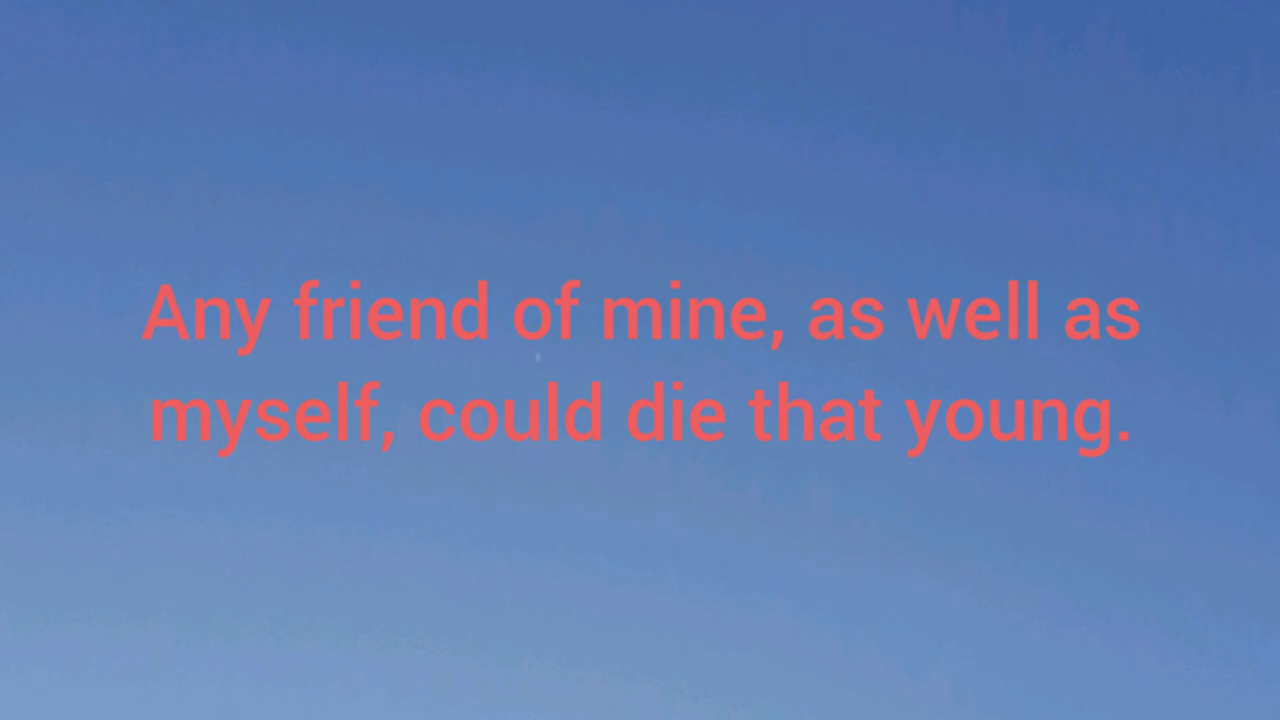 Any friend of mine, as well as
myself, could die that young.